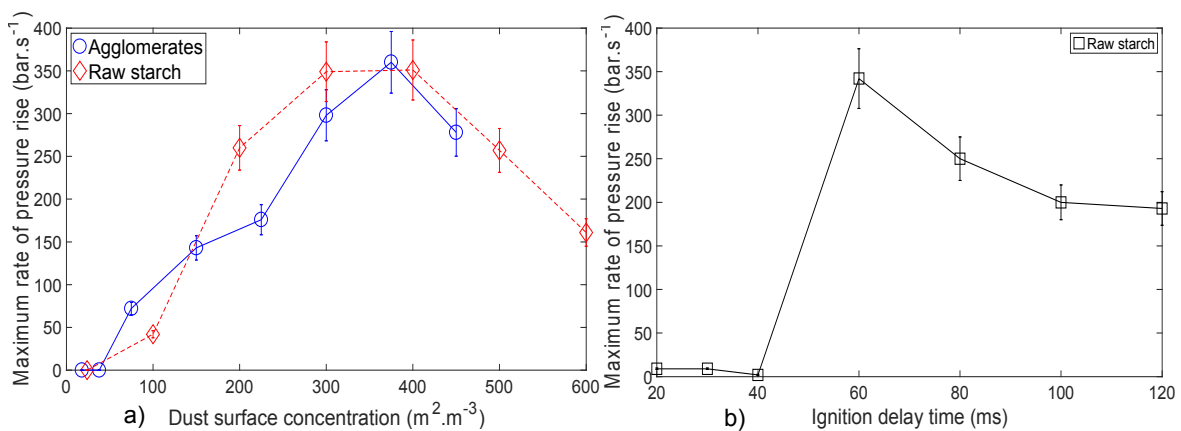 Maximum rate of pressure rise (bar.s⁻¹)
400
350
300
250
200
150
100
50
0
Agglomerates
Raw starch
0 100 200 300 400 500 600
a) Dust surface concentration (m².m⁻³)
Maximum rate of pressure rise (bar.s⁻¹)
400
350
300
250
200
150
100
50
0
Raw starch
20 40 60 80 100 120
b) Ignition delay time (ms)